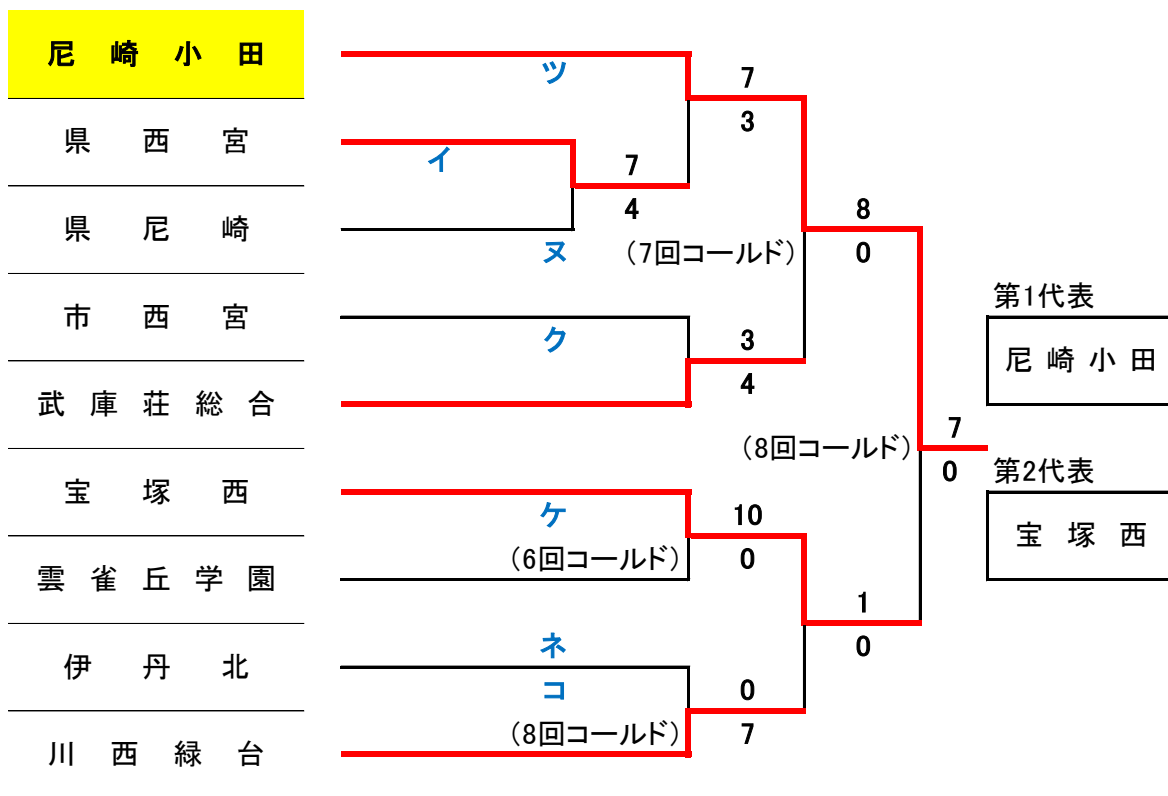 尼崎小田
ツ
7
3
県西宮
イ
7
4
県尼崎
ヌ
(7回コールド)
8
0
市西宮
ク
3
4
武庫荘総合
第1代表
尼崎小田
(8回コールド)
7
0
宝塚西
ケ
10
0
(6回コールド)
雲雀丘学園
第2代表
宝塚西
1
0
伊丹北
ネ
コ
0
7
(8回コールド)
川西緑台